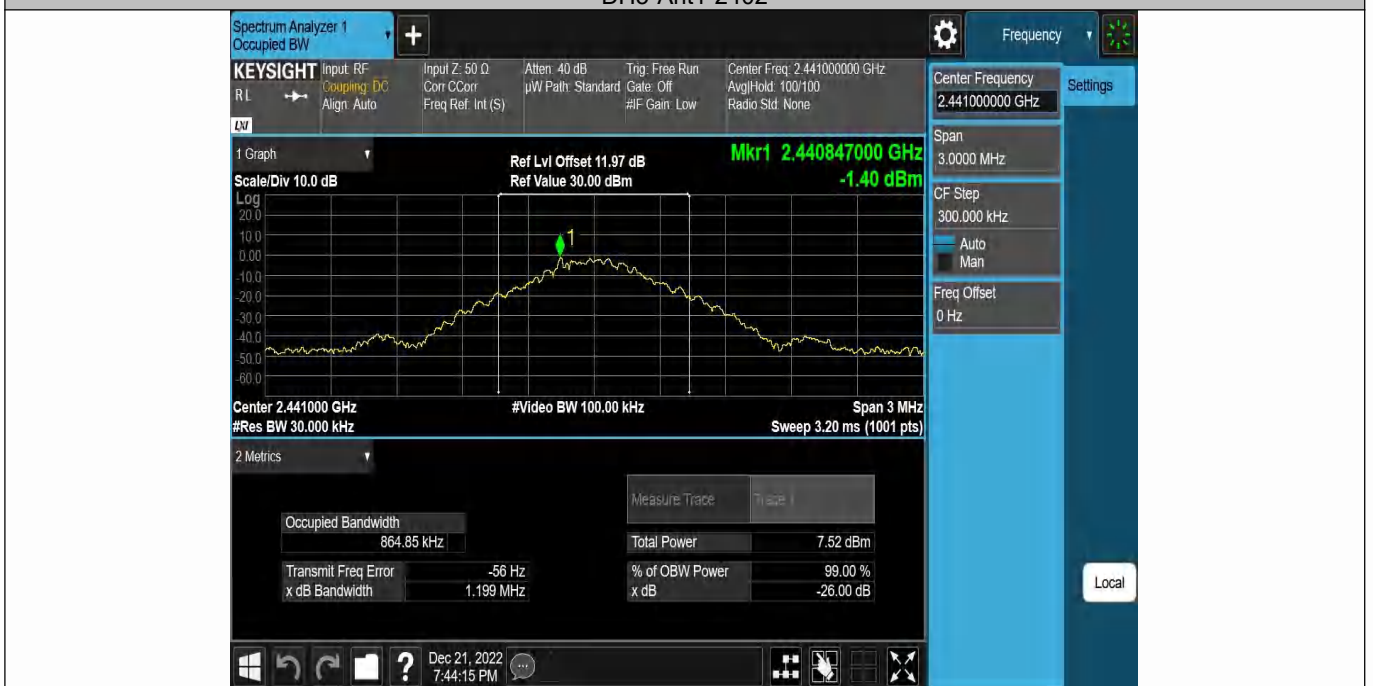 Spectrum Analyzer 1
Occupied BW
Frequency
KEYSIGHT
RL
LXI
Input: RF
Coupling: DC
Align: Auto
Input Z: 50 Ω
Corr CCorr
Freq Ref: Int (S)
Atten: 40 dB
µW Path: Standard
Trig: Free Run
Gate: Off
#IF Gain: Low
Center Freq: 2.441000000 GHz
Avg|Hold: 100/100
Radio Std: None
Center Frequency
2.441000000 GHz
Settings
Span
3.0000 MHz
CF Step
300.000 kHz
Auto
Man
Freq Offset
0 Hz
Local
1 Graph
Scale/Div 10.0 dB
Ref Lvl Offset 11.97 dB
Ref Value 30.00 dBm
Mkr1 2.440847000 GHz
-1.40 dBm
Log
20.0
10.0
0.00
-10.0
-20.0
-30.0
-40.0
-50.0
-60.0
1
Center 2.441000 GHz
#Video BW 100.00 kHz
Span 3 MHz
#Res BW 30.000 kHz
Sweep 3.20 ms (1001 pts)
2 Metrics
Measure Trace Trace 1
Occupied Bandwidth
864.85 kHz
Total Power 7.52 dBm
Transmit Freq Error -56 Hz
% of OBW Power 99.00 %
x dB Bandwidth 1.199 MHz
x dB -26.00 dB
Dec 21, 2022
7:44:15 PM